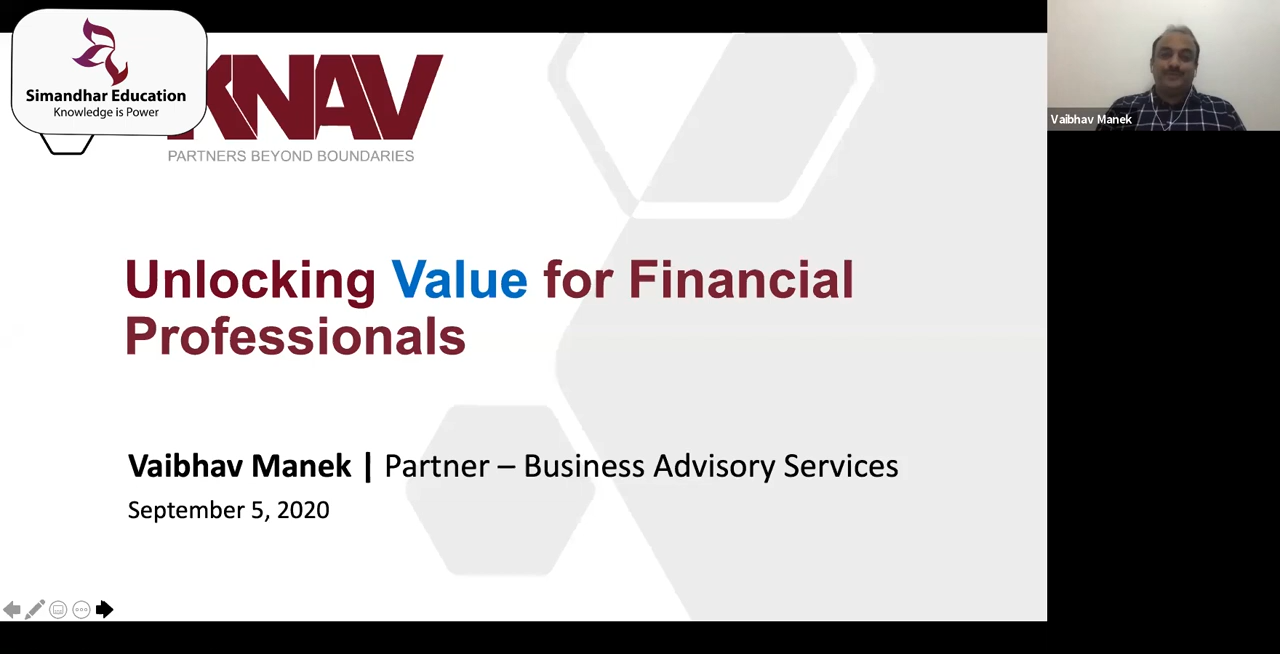 Simandhar Education
Knowledge is Power
KNAV
PARTNERS BEYOND BOUNDARIES
Vaibhav Manek
Unlocking Value for Financial
Professionals
Vaibhav Manek | Partner – Business Advisory Services
September 5, 2020